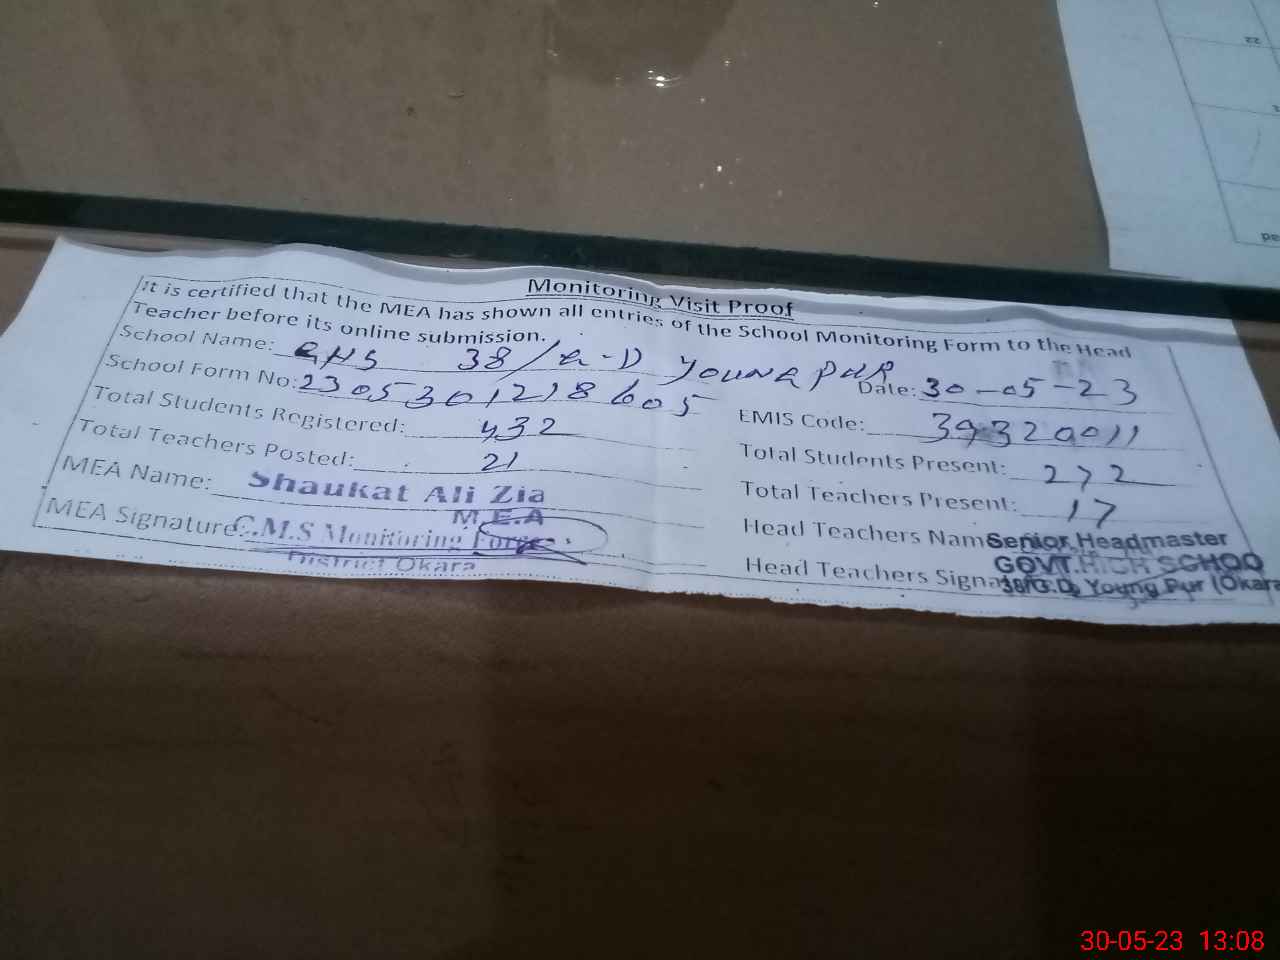 Monitoring Visit Proof
It is certified that the MEA has shown all entries of the School Monitoring Form to the Head
Teacher before its online submission.
School Name: GHS 38/G-D Young PUR
School Form No: 2305301218605 Date: 30-05-23
Total Students Registered: 432 EMIS Code: 39320011
Total Teachers Posted: 21 Total Students Present: 272
MEA Name: Shaukat Ali Zia Total Teachers Present: 17
M.E.A
MEA Signature: C.M.S Monitoring Force
District Okara
Head Teachers Nam Senior Headmaster
GOVT. HIGH SCHOO
Head Teachers Signa 38/G.D, Young Pur (Okara
22
30-05-23 13:08